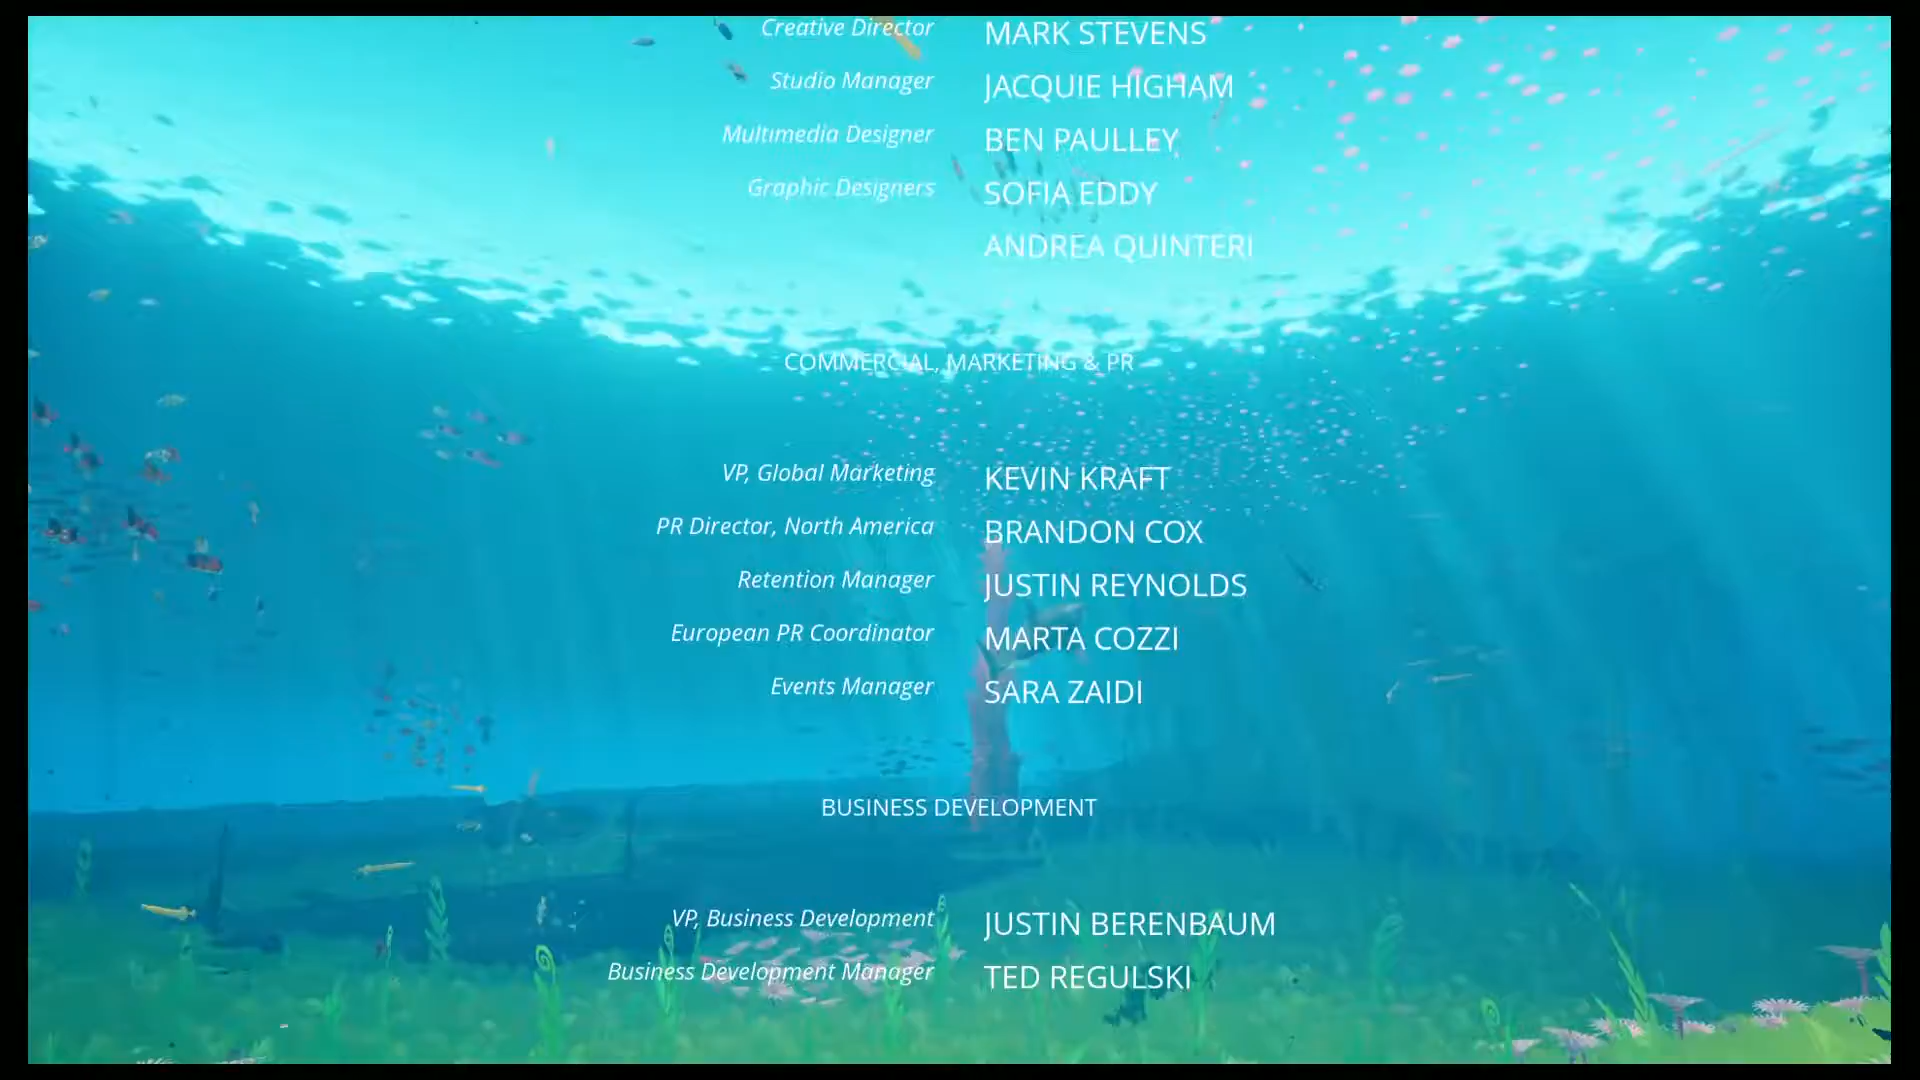 Creative Director MARK STEVENS
Studio Manager JACQUIE HIGHAM
Multimedia Designer BEN PAULLEY
Graphic Designers SOFIA EDDY
ANDREA QUINTERI
COMMERCIAL, MARKETING & PR
VP, Global Marketing KEVIN KRAFT
PR Director, North America BRANDON COX
Retention Manager JUSTIN REYNOLDS
European PR Coordinator MARTA COZZI
Events Manager SARA ZAIDI
BUSINESS DEVELOPMENT
VP, Business Development JUSTIN BERENBAUM
Business Development Manager TED REGULSKI